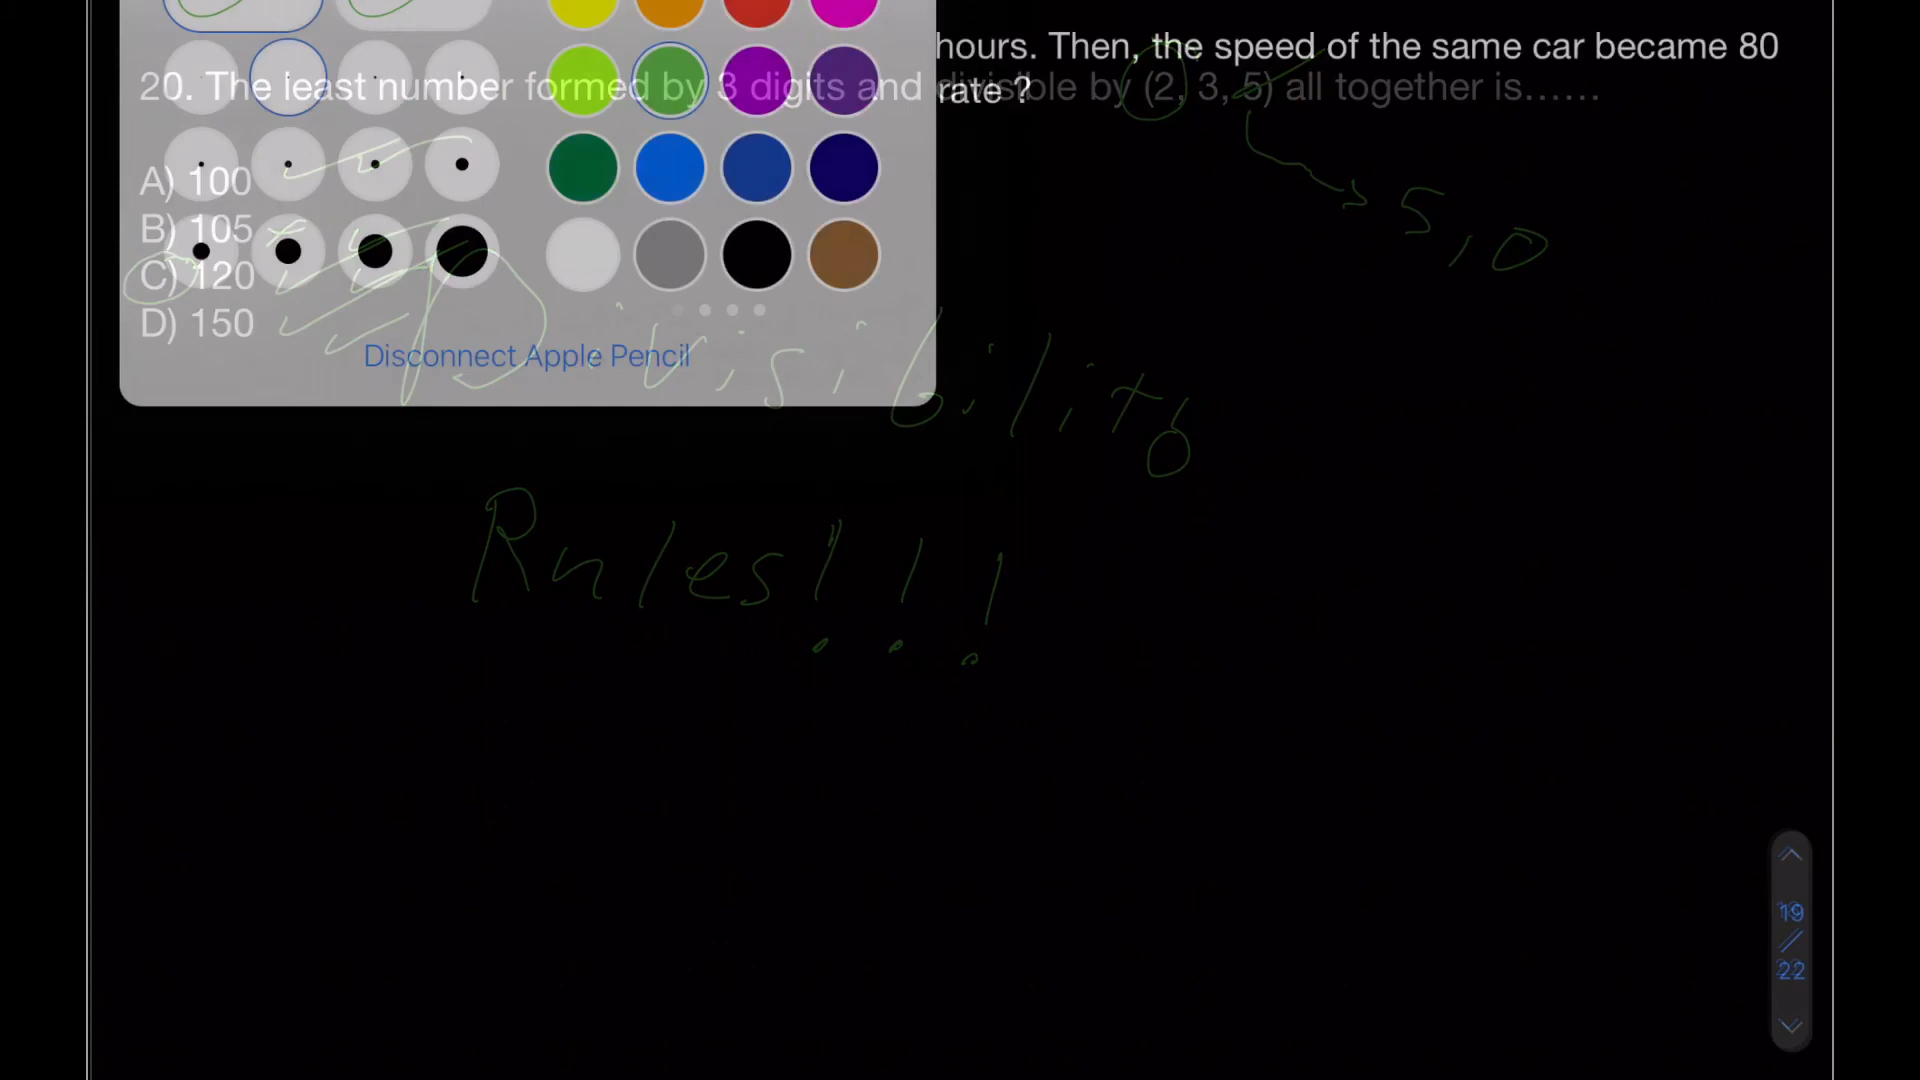 hours. Then, the speed of the same car became 80
20. The least number formed by 3 digits and divisible by (2, 3, 5) all together is......
rate ?
A) 100
B) 105
C) 120
D) 150
5, 0
Disconnect Apple Pencil
Divisibility
Rules!!!
19
22